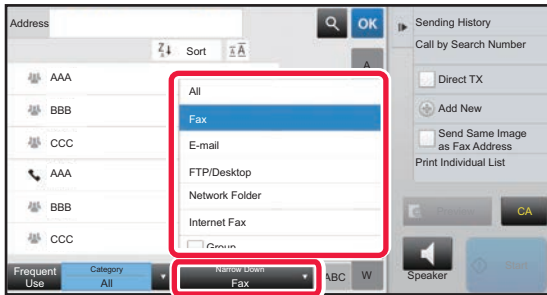 Address
OK
Sort
A
AAA
BBB
CCC
AAA
BBB
CCC
All
Fax
E-mail
FTP/Desktop
Network Folder
Internet Fax
Group
Frequent
Use
Category
All
Narrow Down
Fax
ABC
W
Sending History
Call by Search Number
Direct TX
Add New
Send Same Image
as Fax Address
Print Individual List
Preview
CA
Speaker
Start